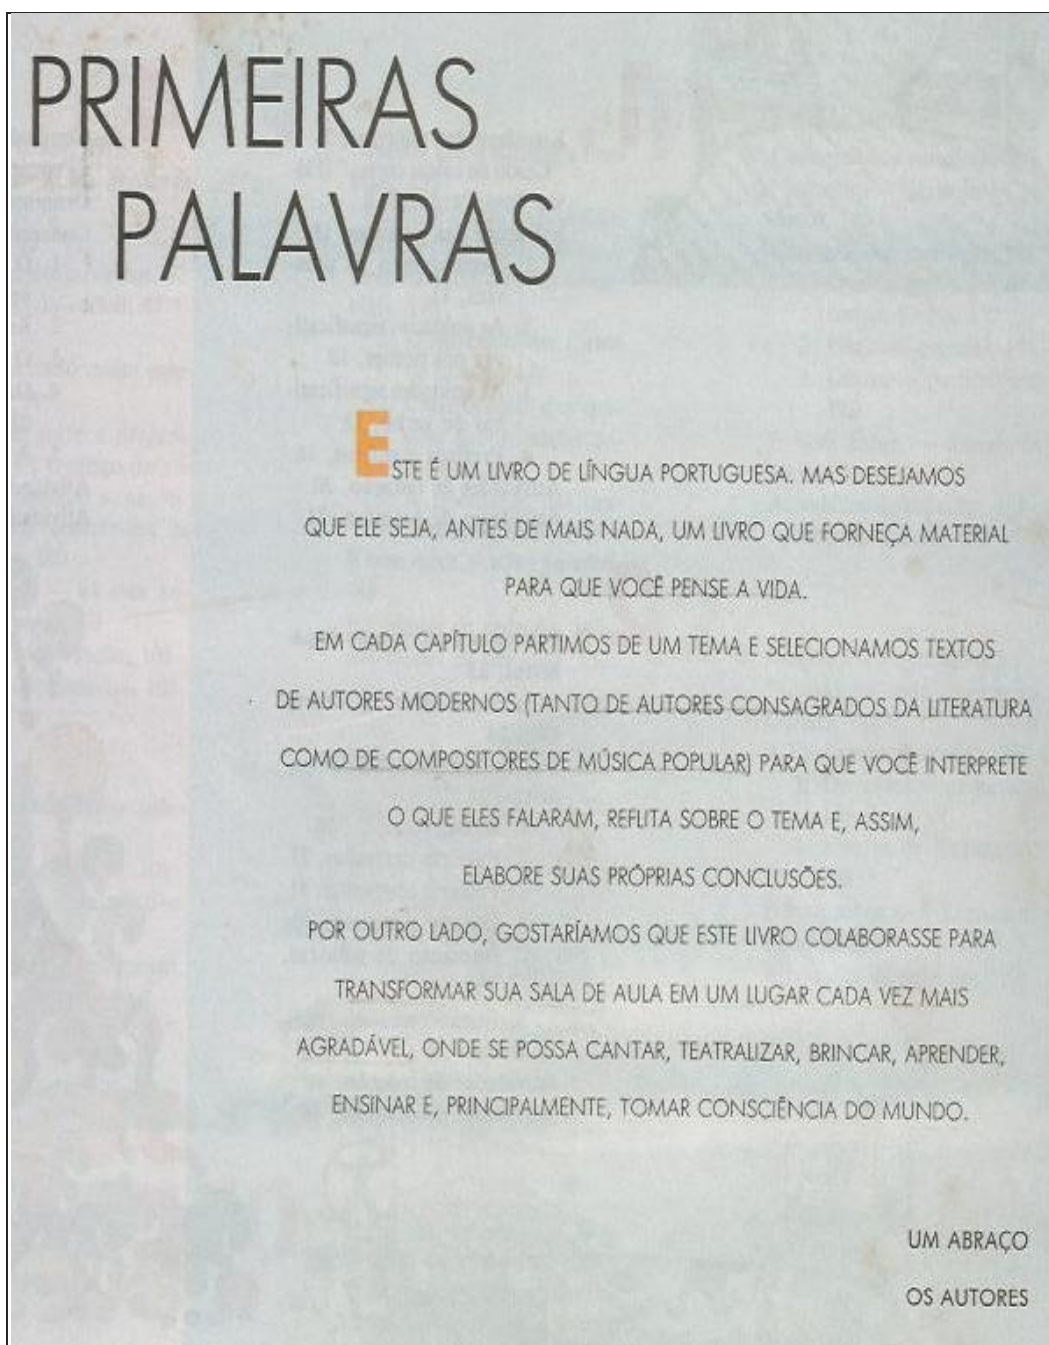 PRIMEIRAS
PALAVRAS
ESTE É UM LIVRO DE LÍNGUA PORTUGUESA. MAS DESEJAMOS
QUE ELE SEJA, ANTES DE MAIS NADA, UM LIVRO QUE FORNEÇA MATERIAL
PARA QUE VOCÊ PENSE A VIDA.
EM CADA CAPÍTULO PARTIMOS DE UM TEMA E SELECIONAMOS TEXTOS
DE AUTORES MODERNOS (TANTO DE AUTORES CONSAGRADOS DA LITERATURA
COMO DE COMPOSITORES DE MÚSICA POPULAR) PARA QUE VOCÊ INTERPRETE
O QUE ELES FALARAM, REFLITA SOBRE O TEMA E, ASSIM,
ELABORE SUAS PRÓPRIAS CONCLUSÕES.
POR OUTRO LADO, GOSTARÍAMOS QUE ESTE LIVRO COLABORASSE PARA
TRANSFORMAR SUA SALA DE AULA EM UM LUGAR CADA VEZ MAIS
AGRADÁVEL, ONDE SE POSSA CANTAR, TEATRALIZAR, BRINCAR, APRENDER,
ENSINAR E, PRINCIPALMENTE, TOMAR CONSCIÊNCIA DO MUNDO.
UM ABRAÇO
OS AUTORES